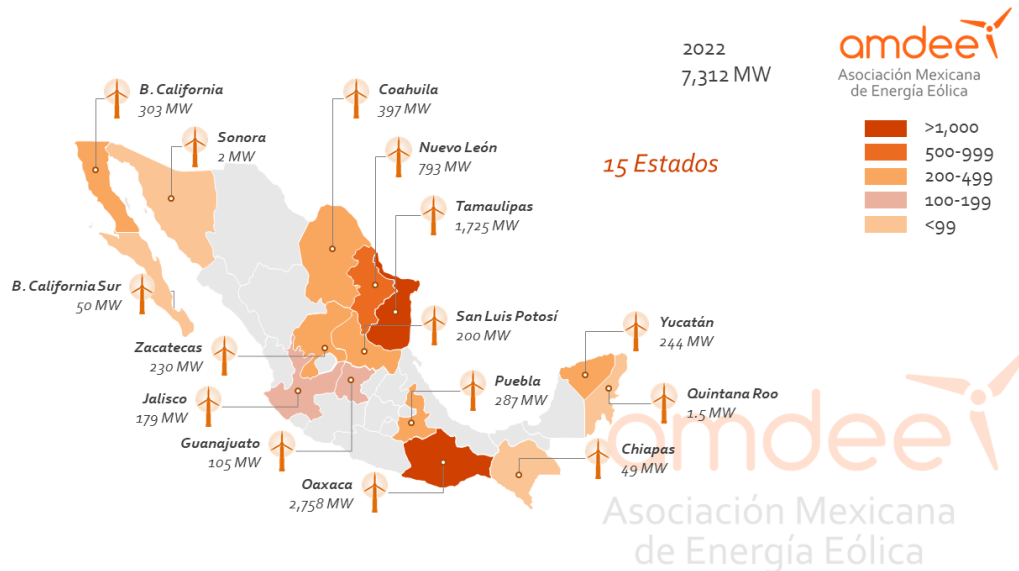 2022
7,312 MW
amdee
Asociación Mexicana
de Energía Eólica
>1,000
500-999
200-499
100-199
<99
15 Estados
B. California
303 MW
Sonora
2 MW
Coahuila
397 MW
Nuevo León
793 MW
Tamaulipas
1,725 MW
B. California Sur
50 MW
San Luis Potosí
200 MW
Yucatán
244 MW
Zacatecas
230 MW
Puebla
287 MW
Quintana Roo
1.5 MW
Jalisco
179 MW
Guanajuato
105 MW
Chiapas
49 MW
Oaxaca
2,758 MW
amdee
Asociación Mexicana
de Energía Eólica